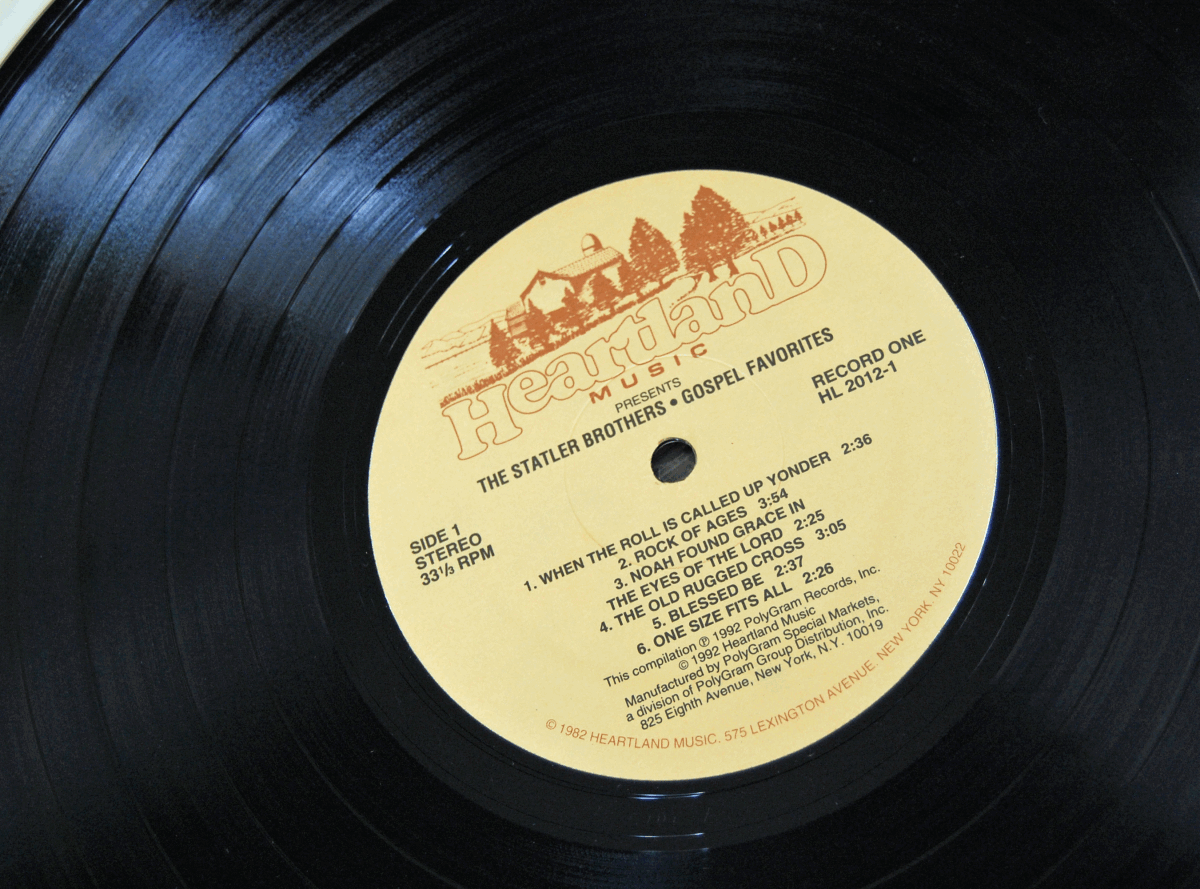 Heartland
MUSIC
PRESENTS
THE STATLER BROTHERS • GOSPEL FAVORITES
RECORD ONE
HL 2012-1
SIDE 1
STEREO
33⅓ RPM
1. WHEN THE ROLL IS CALLED UP YONDER 2:36
2. ROCK OF AGES 3:54
3. NOAH FOUND GRACE IN
THE EYES OF THE LORD 2:25
4. THE OLD RUGGED CROSS 3:05
5. BLESSED BE 2:37
6. ONE SIZE FITS ALL 2:26
This compilation ℗ 1992 PolyGram Records, Inc.
© 1992 Heartland Music
Manufactured by PolyGram Special Markets,
a division of PolyGram Group Distribution, Inc.
825 Eighth Avenue, New York, N.Y. 10019
© 1982 HEARTLAND MUSIC. 575 LEXINGTON AVENUE. NEW YORK NY 10022